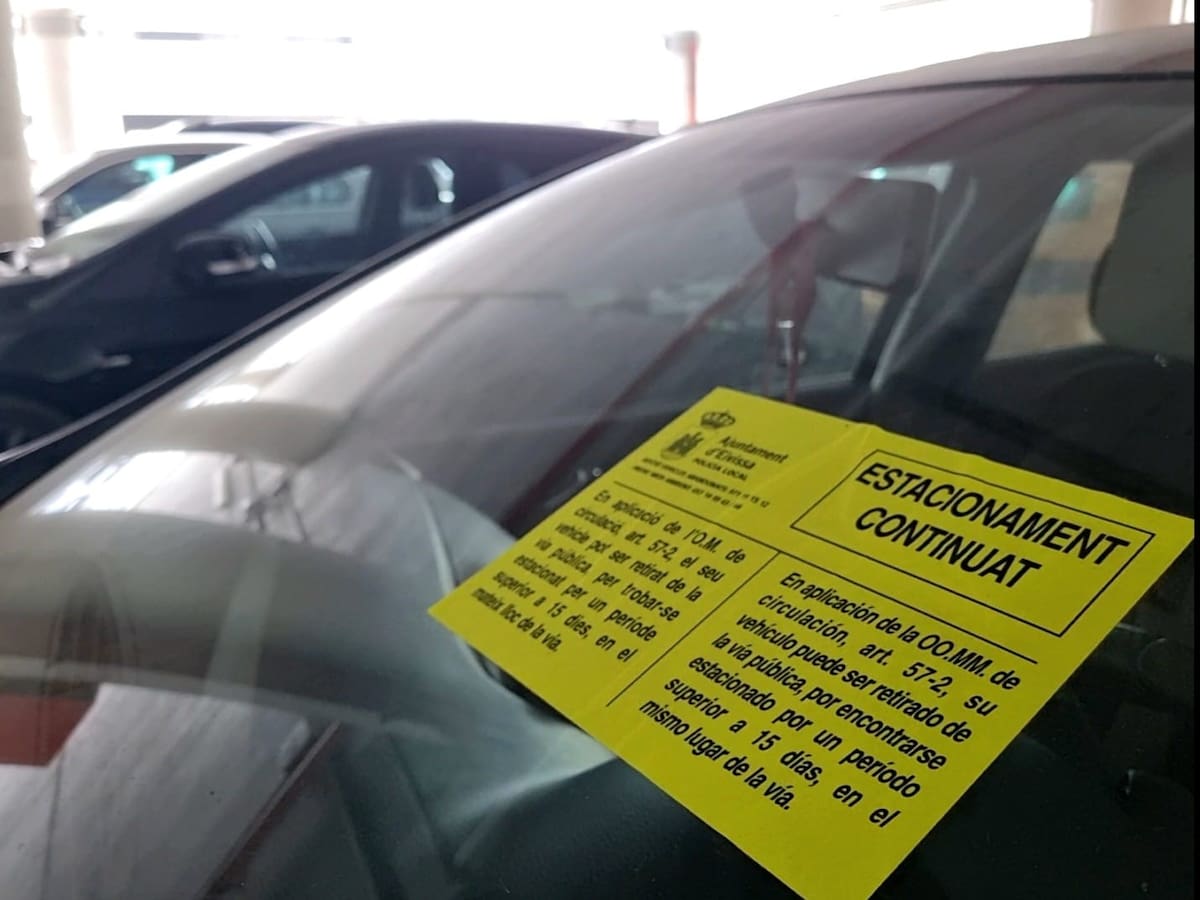 Ajuntament
d'Eivissa
POLICIA LOCAL
ESTACIONAMENT
CONTINUAT
En aplicació de l'O.M. de
circulació, art. 57-2, el seu
vehicle pot ser retirat de la
via pública per trobar-se
estacionat per un període
superior a 15 dies, en el
mateix lloc de la via.
En aplicación de la OO.MM. de
circulación, art. 57-2, su
vehículo puede ser retirado de
la vía pública, por encontrarse
estacionado por un período
superior a 15 días, en el
mismo lugar de la vía.